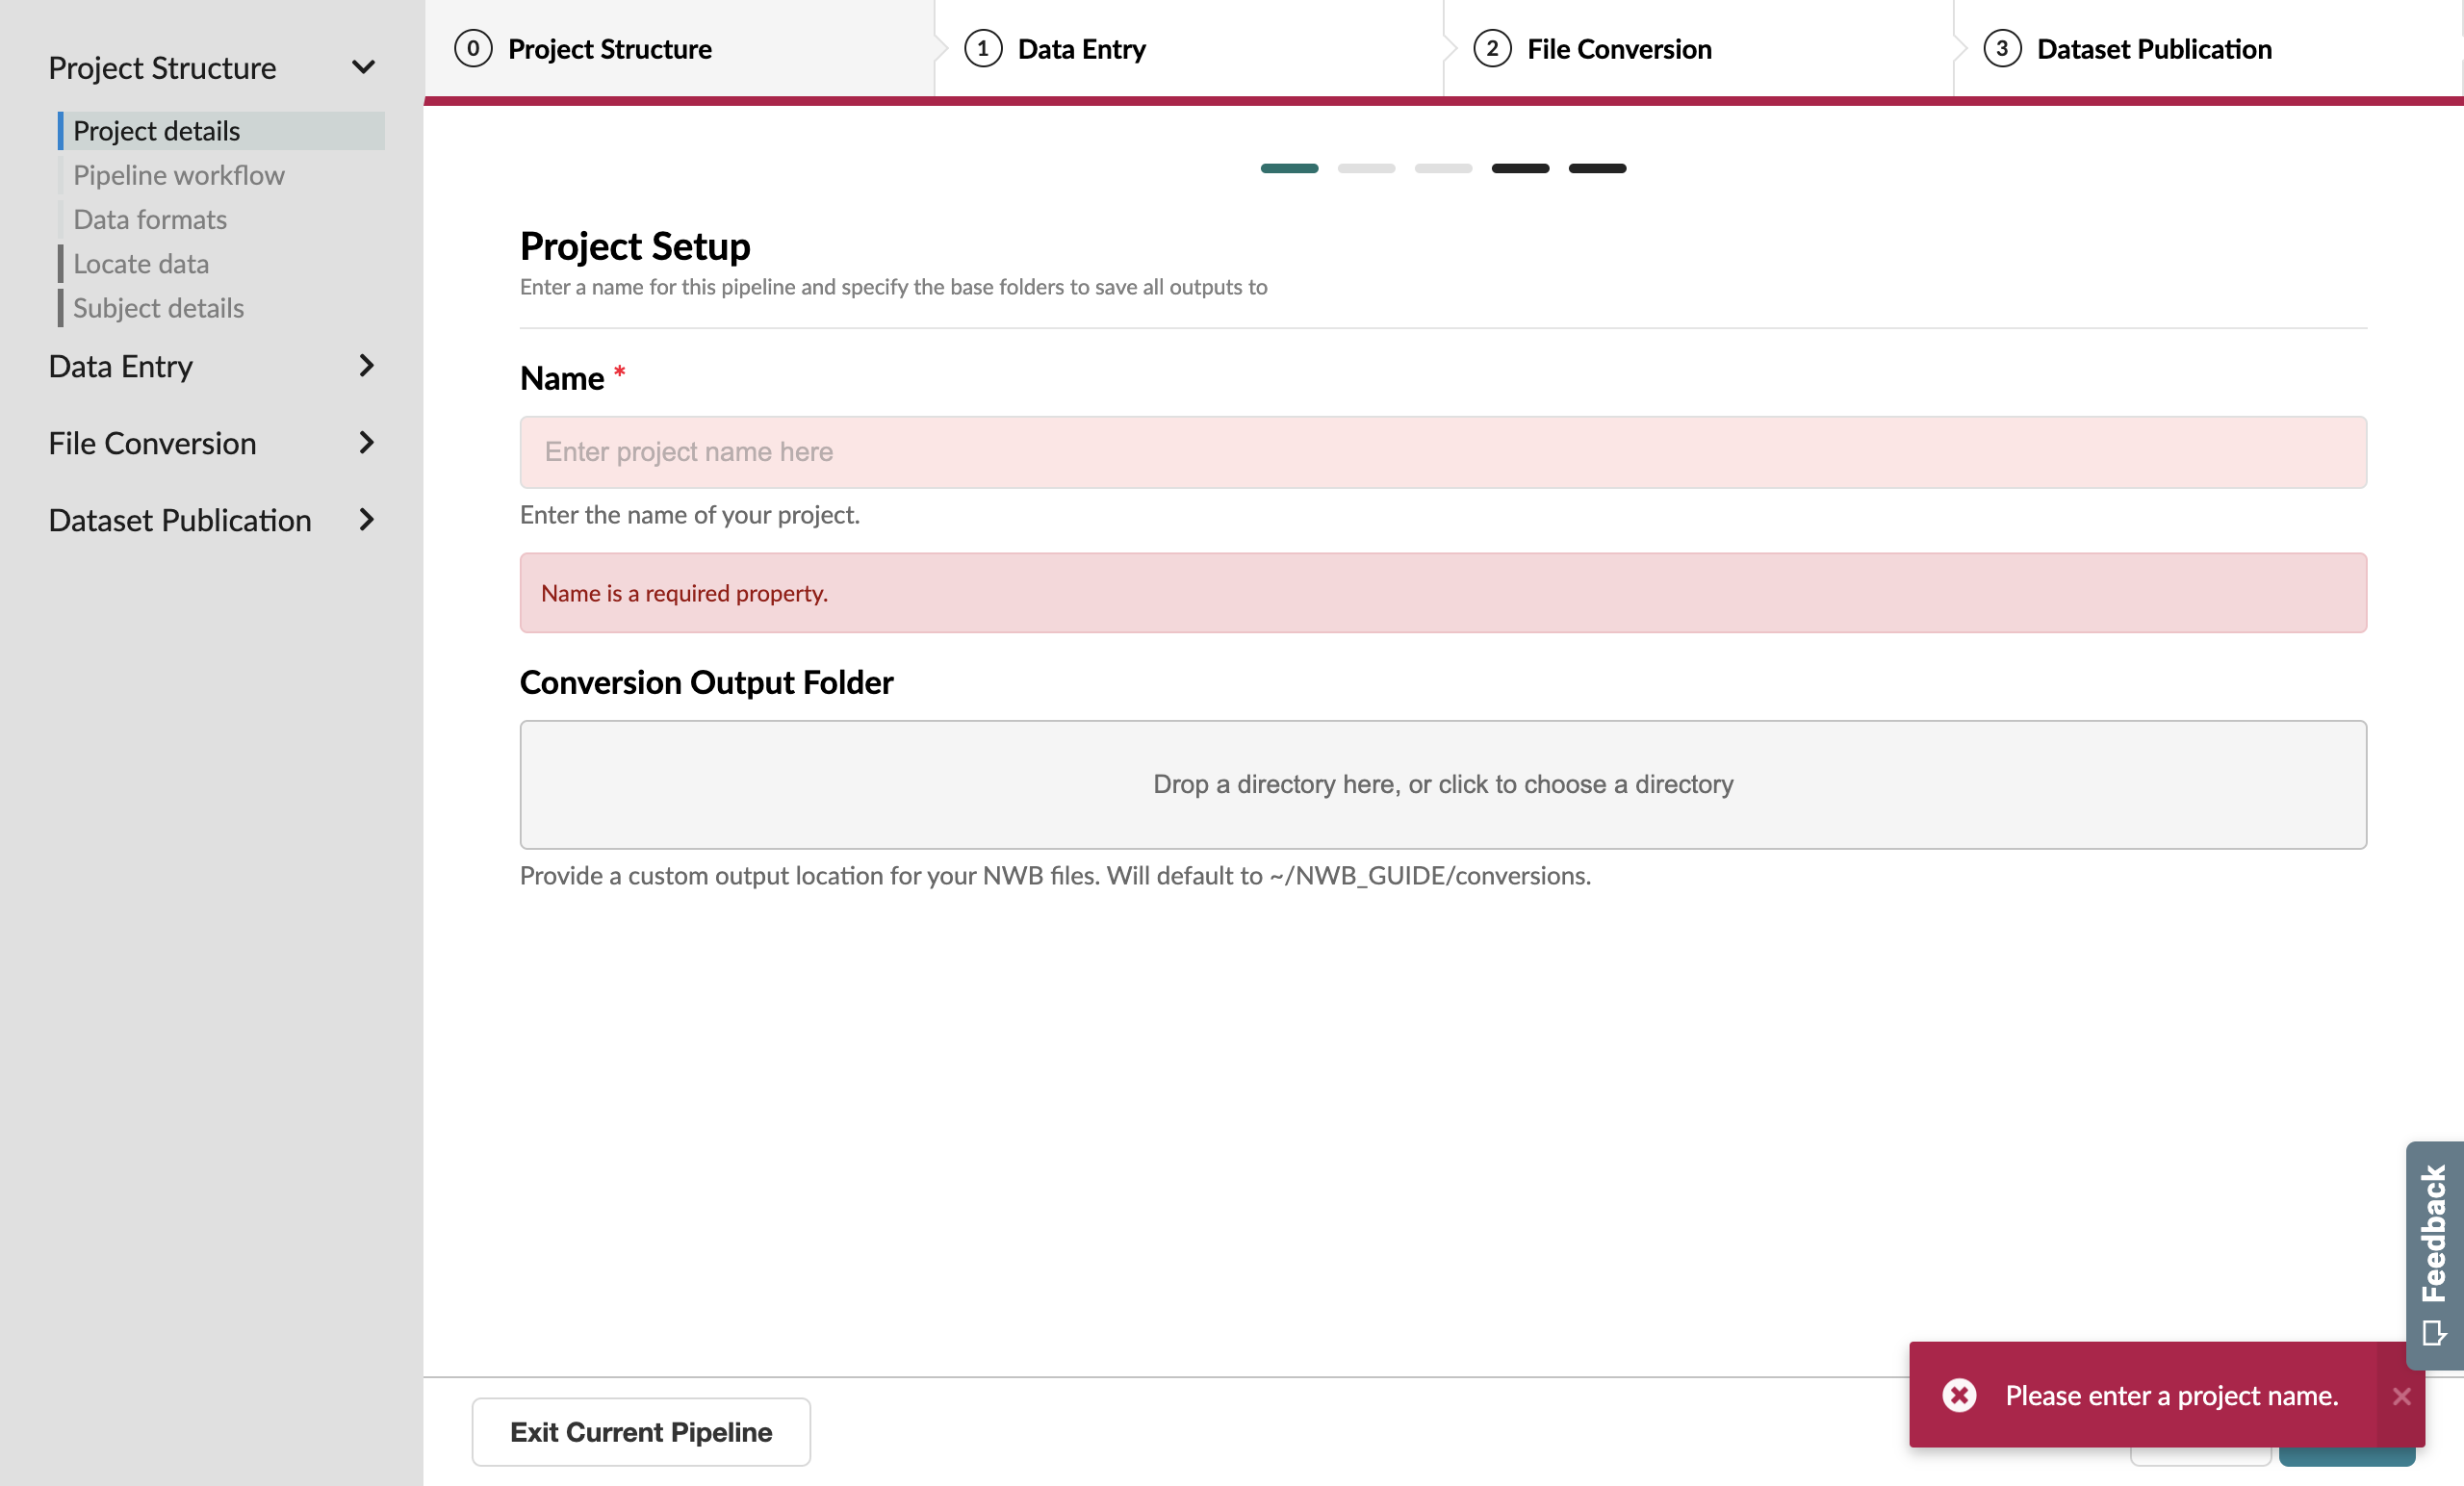 Project Structure
Project details
Pipeline workflow
Data formats
Locate data
Subject details
Data Entry
File Conversion
Dataset Publication
0 Project Structure
1 Data Entry
2 File Conversion
3 Dataset Publication
Project Setup
Enter a name for this pipeline and specify the base folders to save all outputs to
Name *
Enter project name here
Enter the name of your project.
Name is a required property.
Conversion Output Folder
Drop a directory here, or click to choose a directory
Provide a custom output location for your NWB files. Will default to ~/NWB_GUIDE/conversions.
Feedback
Please enter a project name.
Exit Current Pipeline